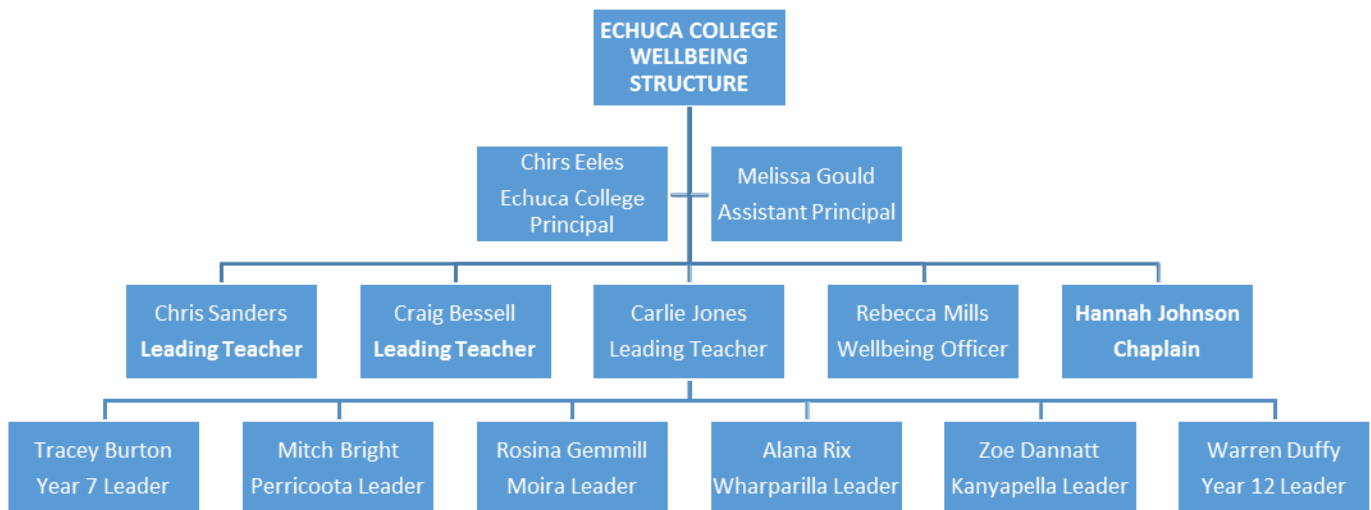 ECHUCA COLLEGE
WELLBEING
STRUCTURE
Chirs Eeles
Echuca College
Principal
Melissa Gould
Assistant Principal
Chris Sanders
Leading Teacher
Craig Bessell
Leading Teacher
Carlie Jones
Leading Teacher
Rebecca Mills
Wellbeing Officer
Hannah Johnson
Chaplain
Tracey Burton
Year 7 Leader
Mitch Bright
Perricoota Leader
Rosina Gemmill
Moira Leader
Alana Rix
Wharparilla Leader
Zoe Dannatt
Kanyapella Leader
Warren Duffy
Year 12 Leader